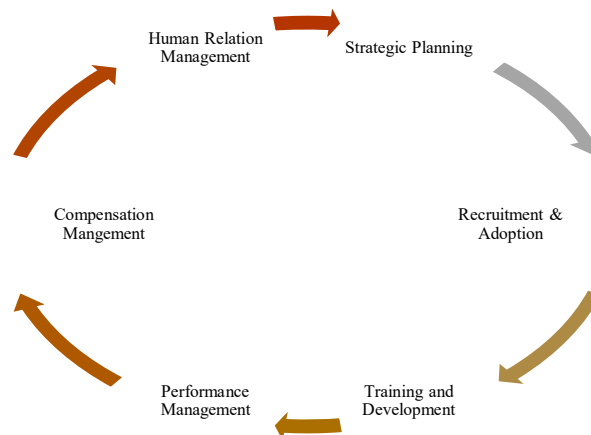 Human Relation
Management
Strategic Planning
Recruitment &
Adoption
Training and
Development
Performance
Management
Compensation
Mangement